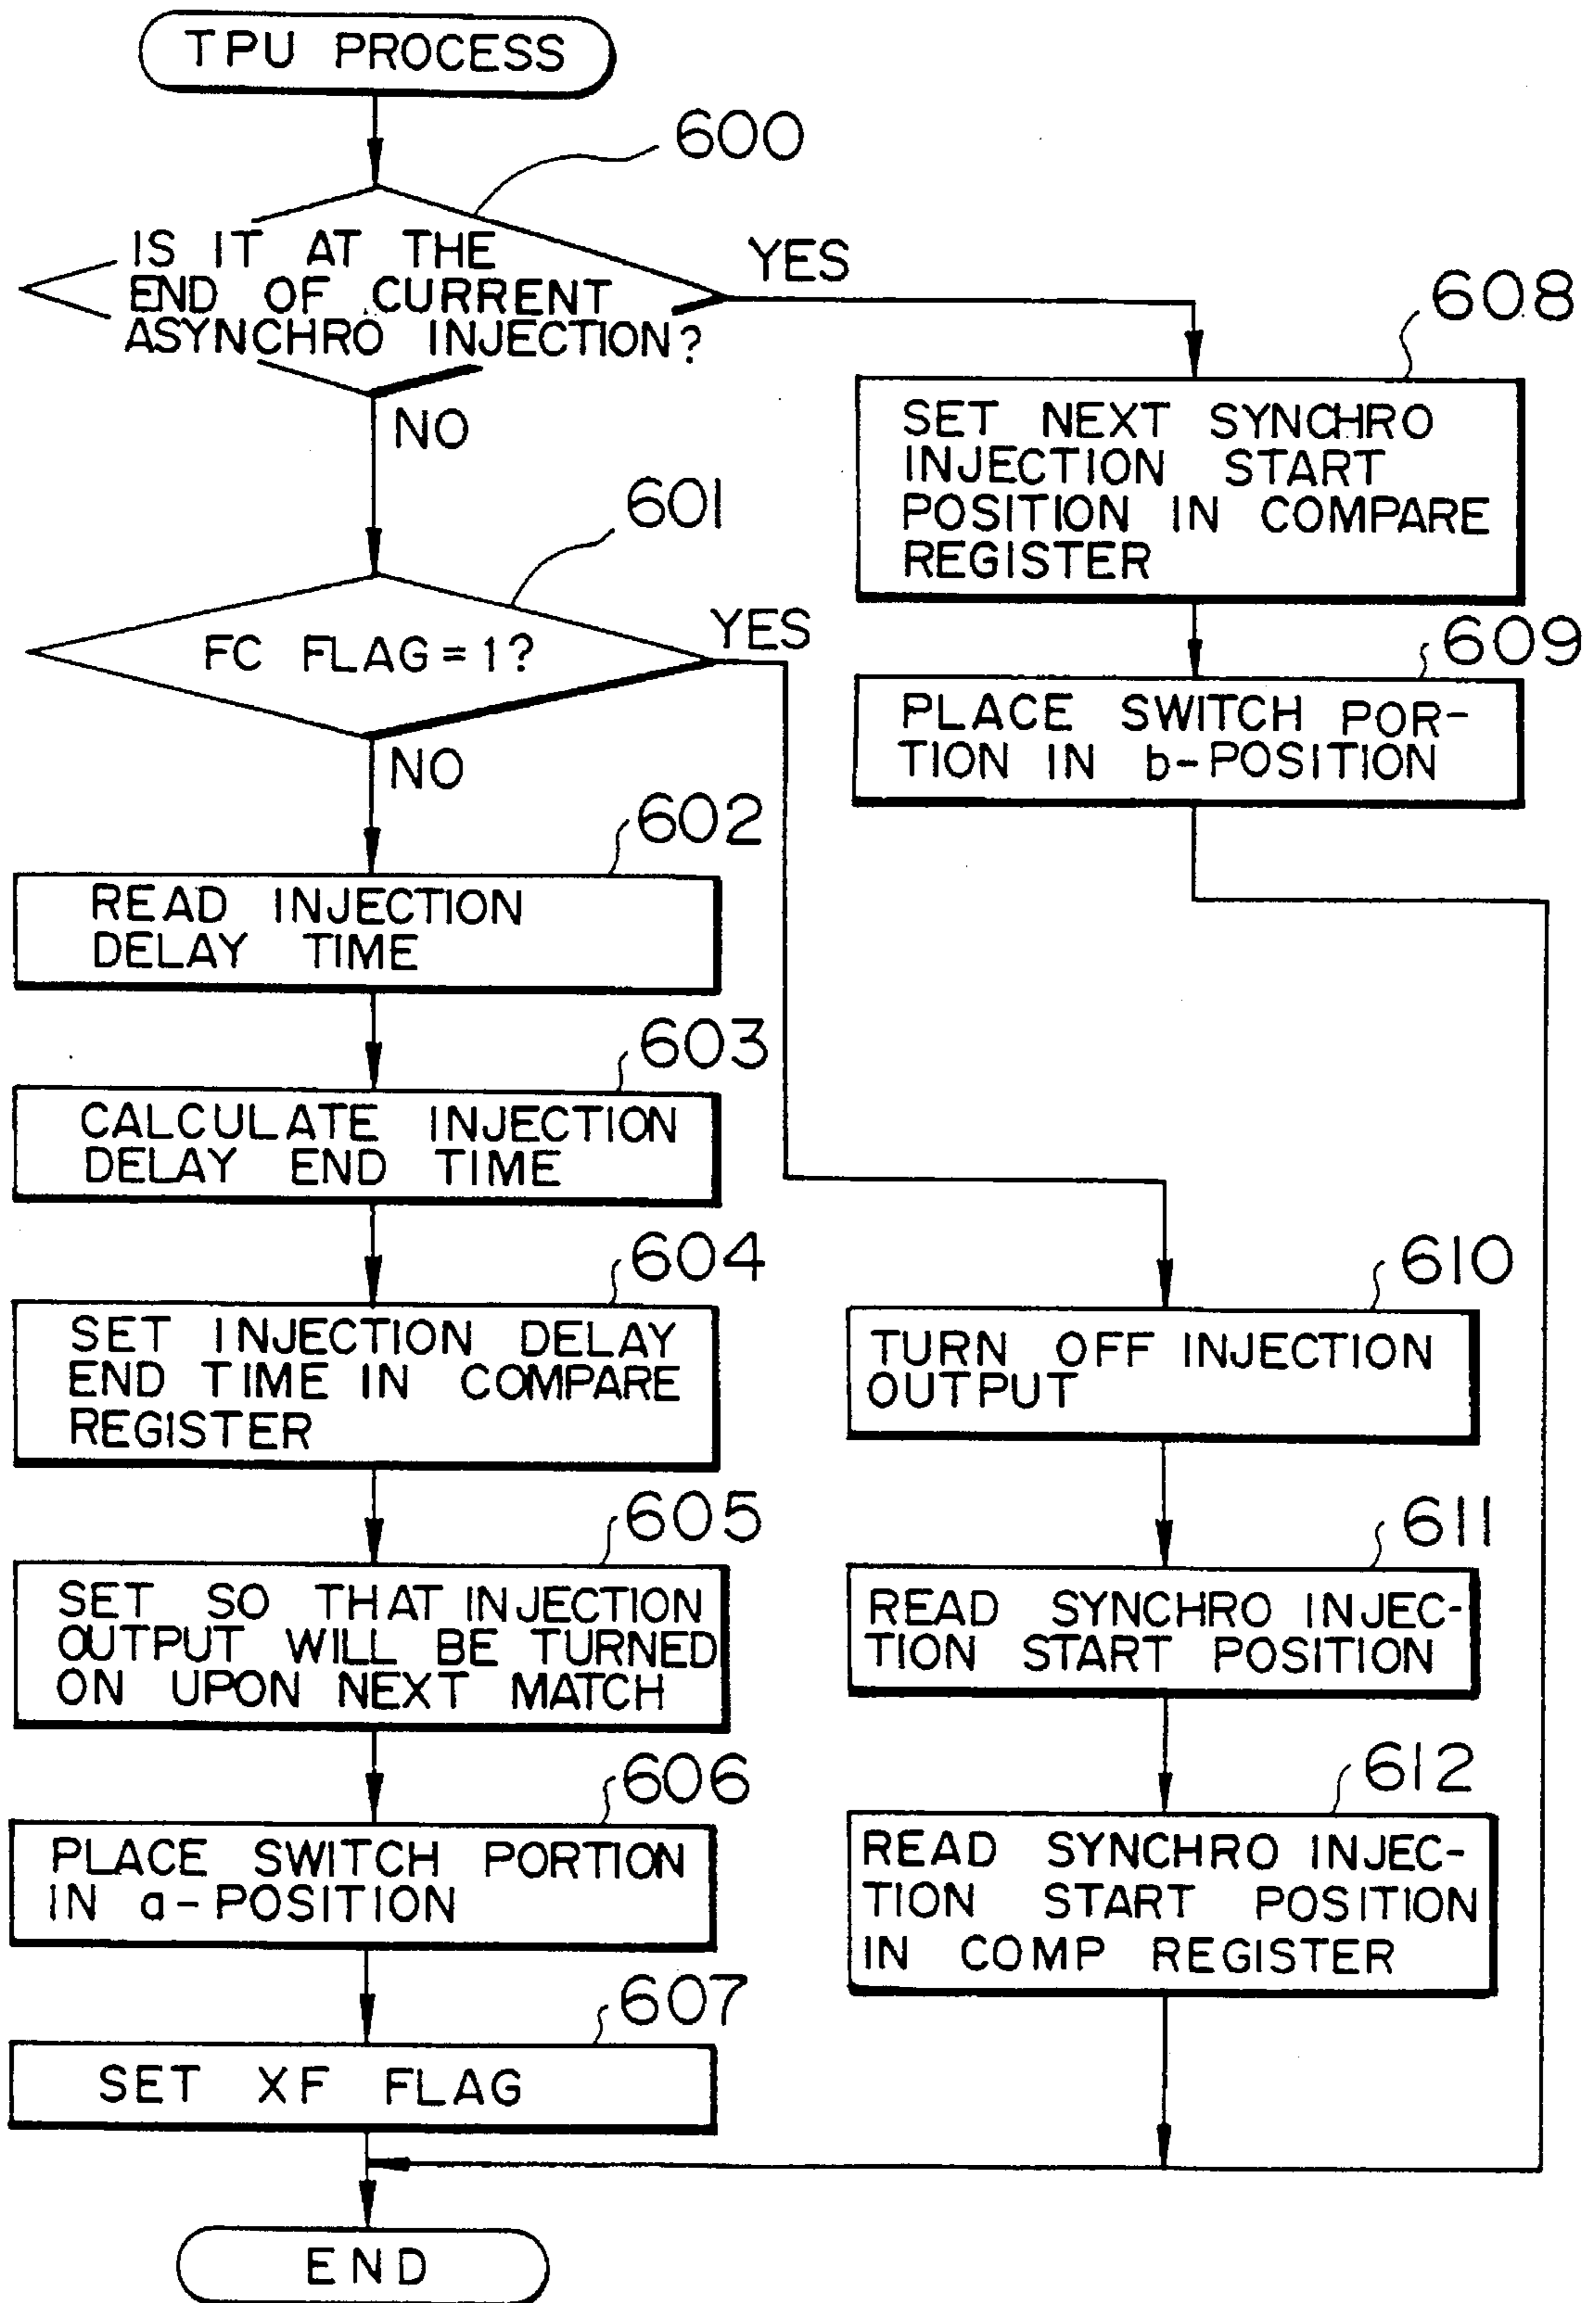 TPU PROCESS
600
IS IT AT THE
END OF CURRENT
ASYNCHRO INJECTION?
YES
NO
608
SET NEXT SYNCHRO
INJECTION START
POSITION IN COMPARE
REGISTER
601
FC FLAG = 1?
YES
NO
609
PLACE SWITCH POR-
TION IN b-POSITION
602
READ INJECTION
DELAY TIME
603
CALCULATE INJECTION
DELAY END TIME
604
SET INJECTION DELAY
END TIME IN COMPARE
REGISTER
605
SET SO THAT INJECTION
OUTPUT WILL BE TURNED
ON UPON NEXT MATCH
606
PLACE SWITCH PORTION
IN a-POSITION
607
SET XF FLAG
610
TURN OFF INJECTION
OUTPUT
611
READ SYNCHRO INJEC-
TION START POSITION
612
READ SYNCHRO INJEC-
TION START POSITION
IN COMP REGISTER
END